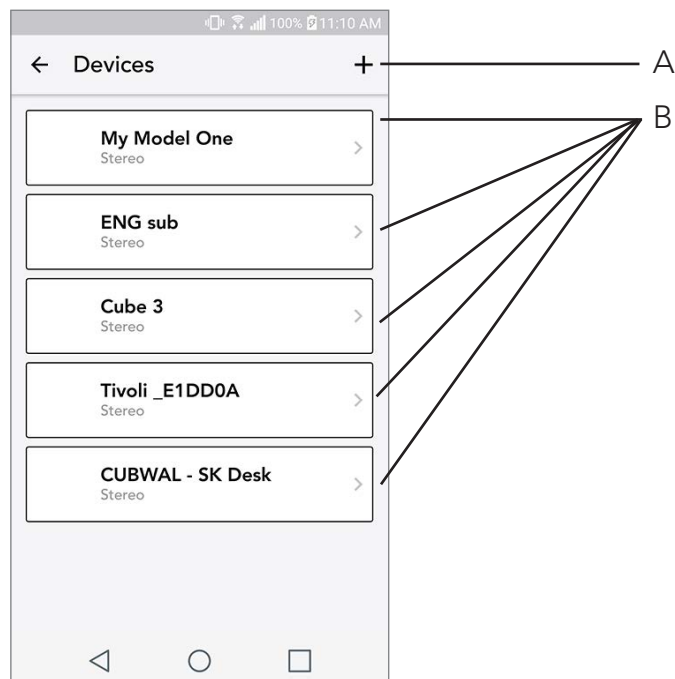 100% 11:10 AM
Devices + A
B
My Model One
Stereo
ENG sub
Stereo
Cube 3
Stereo
Tivoli _E1DD0A
Stereo
CUBWAL - SK Desk
Stereo